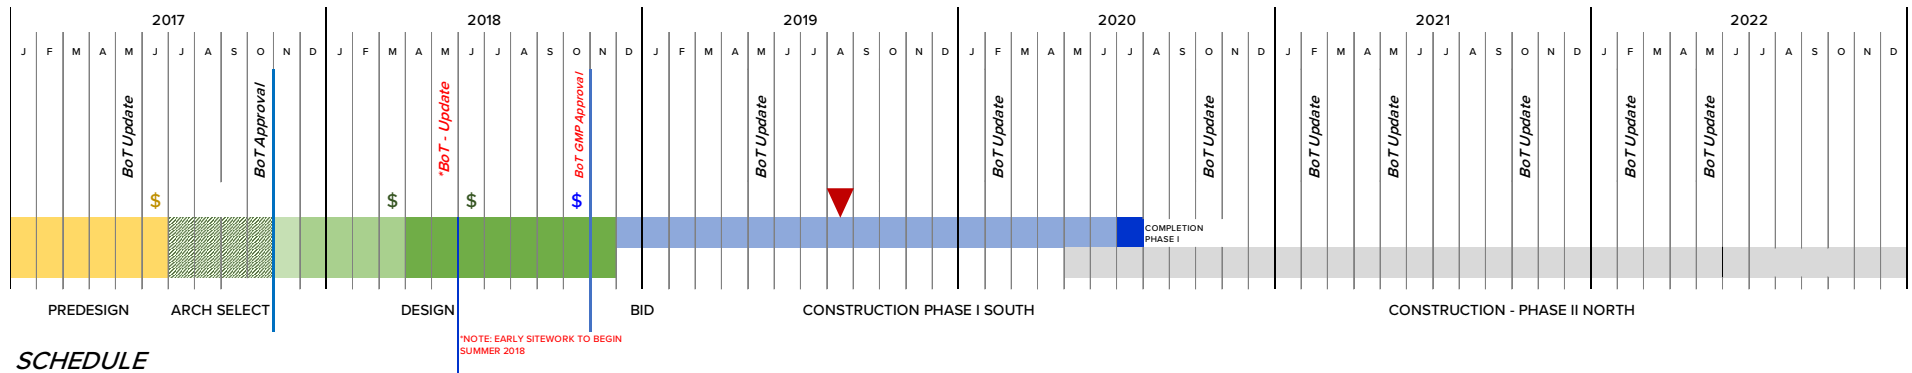 2017 2018 2019 2020 2021 2022
J F M A M J J A S O N D J F M A M J J A S O N D J F M A M J J A S O N D J F M A M J J A S O N D J F M A M J J A S O N D J F M A M J J A S O N D
BoT Update
BoT Approval
*BoT - Update
BoT GMP Approval
BoT Update
BoT Update
BoT Update
BoT Update
BoT Update
BoT Update
BoT Update
BoT Update
$ $ $ $
COMPLETION
PHASE I
PREDESIGN ARCH SELECT DESIGN BID CONSTRUCTION PHASE I SOUTH CONSTRUCTION - PHASE II NORTH
*NOTE: EARLY SITEWORK TO BEGIN
SUMMER 2018
SCHEDULE